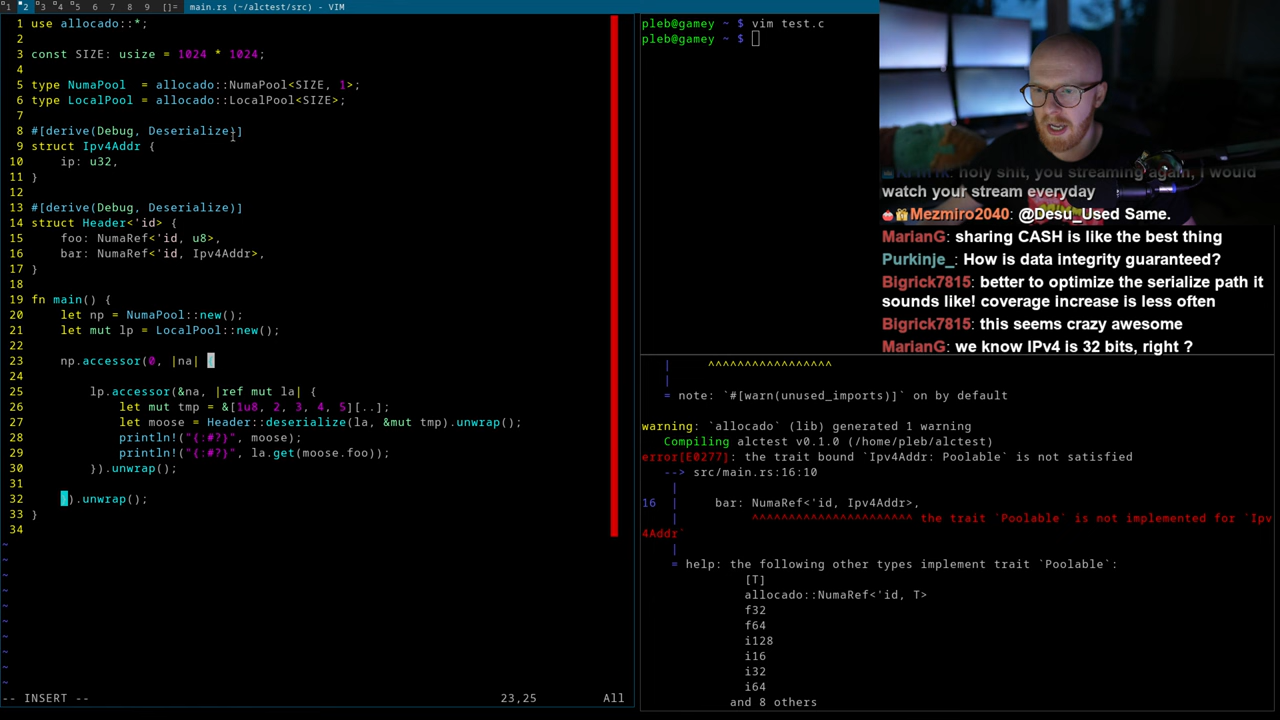 1 2 3 4 5 6 7 8 9 []= main.rs (~/alctest/src) - VIM
1 use allocado::*;
2
3 const SIZE: usize = 1024 * 1024;
4
5 type NumaPool  = allocado::NumaPool<SIZE, 1>;
6 type LocalPool = allocado::LocalPool<SIZE>;
7
8 #[derive(Debug, Deserialize)]
9 struct Ipv4Addr {
10     ip: u32,
11 }
12
13 #[derive(Debug, Deserialize)]
14 struct Header<'id> {
15     foo: NumaRef<'id, u8>,
16     bar: NumaRef<'id, Ipv4Addr>,
17 }
18
19 fn main() {
20     let np = NumaPool::new();
21     let mut lp = LocalPool::new();
22
23     np.accessor(0, |na| {
24
25         lp.accessor(&na, |ref mut la| {
26             let mut tmp = &[1u8, 2, 3, 4, 5][..];
27             let moose = Header::deserialize(la, &mut tmp).unwrap();
28             println!("{:#?}", moose);
29             println!("{:#?}", la.get(moose.foo));
30         }).unwrap();
31
32     }).unwrap();
33 }
34
~
~
~
~
~
~
~
~
~
~
-- INSERT -- 23,25 All
pleb@gamey ~ $ vim test.c
pleb@gamey ~ $
holy shit, you streaming again, i would
watch your stream everyday
Mezmiro2040: @Desu_Used Same.
MarianG: sharing CASH is like the best thing
Purkinje_: How is data integrity guaranteed?
Bigrick7815: better to optimize the serialize path it
sounds like! coverage increase is less often
Bigrick7815: this seems crazy awesome
MarianG: we know IPv4 is 32 bits, right ?
| ^^^^^^^^^^^^^^^^^
|
= note: `#[warn(unused_imports)]` on by default
warning: `allocado` (lib) generated 1 warning
Compiling alctest v0.1.0 (/home/pleb/alctest)
error[E0277]: the trait bound `Ipv4Addr: Poolable` is not satisfied
--> src/main.rs:16:10
|
16 |     bar: NumaRef<'id, Ipv4Addr>,
| ^^^^^^^^^^^^^^^^^^^^^^ the trait `Poolable` is not implemented for `Ipv
4Addr`
|
= help: the following other types implement trait `Poolable`:
[T]
allocado::NumaRef<'id, T>
f32
f64
i128
i16
i32
i64
and 8 others